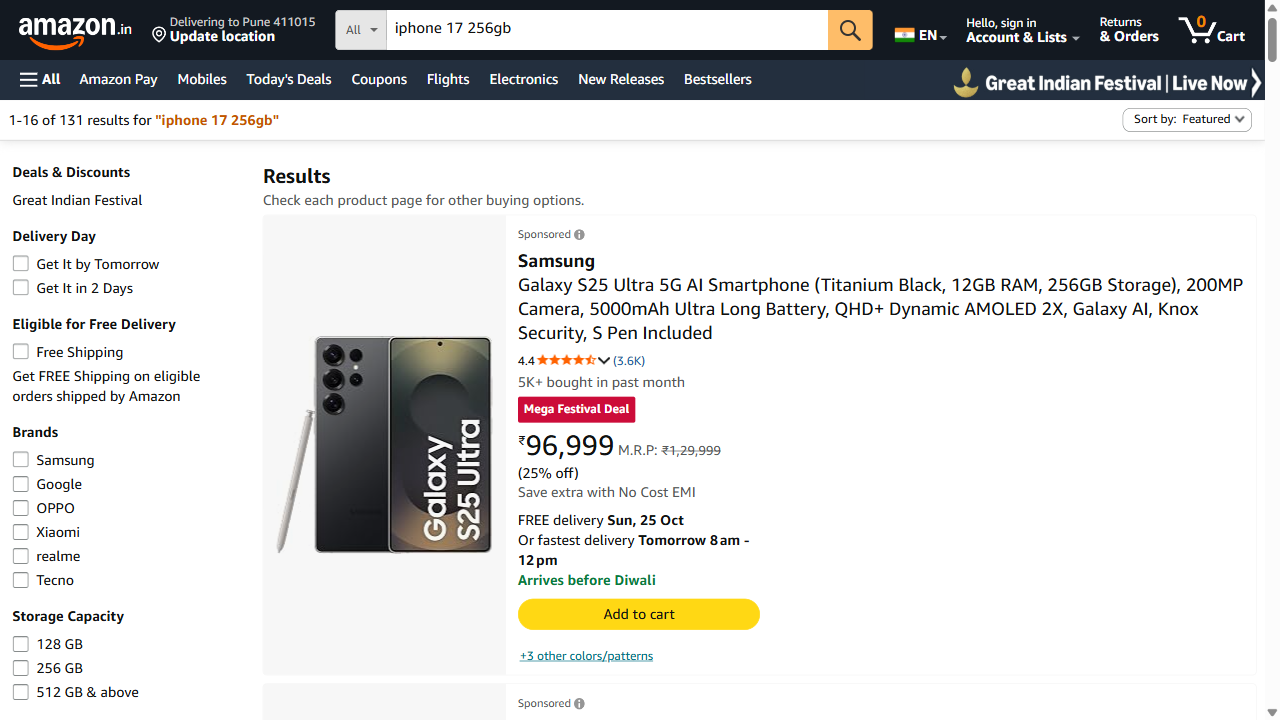 amazon.in
Delivering to Pune 411015
Update location
All
iphone 17 256gb
EN
Hello, sign in
Account & Lists
Returns
& Orders
0
Cart
All
Amazon Pay
Mobiles
Today's Deals
Coupons
Flights
Electronics
New Releases
Bestsellers
Great Indian Festival | Live Now
1-16 of 131 results for "iphone 17 256gb"
Sort by: Featured
Deals & Discounts
Great Indian Festival
Delivery Day
Get It by Tomorrow
Get It in 2 Days
Eligible for Free Delivery
Free Shipping
Get FREE Shipping on eligible
orders shipped by Amazon
Brands
Samsung
Google
OPPO
Xiaomi
realme
Tecno
Storage Capacity
128 GB
256 GB
512 GB & above
Results
Check each product page for other buying options.
Galaxy
S25 Ultra
Sponsored
Samsung
Galaxy S25 Ultra 5G AI Smartphone (Titanium Black, 12GB RAM, 256GB Storage), 200MP
Camera, 5000mAh Ultra Long Battery, QHD+ Dynamic AMOLED 2X, Galaxy AI, Knox
Security, S Pen Included
4.4 (3.6K)
5K+ bought in past month
Mega Festival Deal
₹96,999 M.R.P: ₹1,29,999
(25% off)
Save extra with No Cost EMI
FREE delivery Sun, 25 Oct
Or fastest delivery Tomorrow 8 am -
12 pm
Arrives before Diwali
Add to cart
+3 other colors/patterns
Sponsored